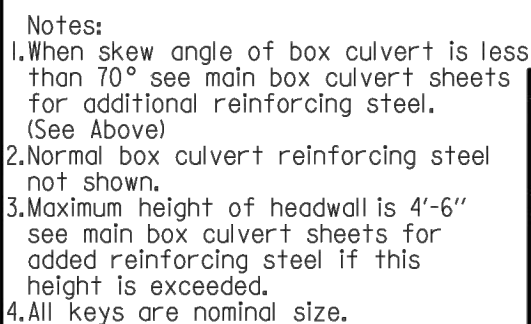 Notes:
1.When skew angle of box culvert is less
than 70° see main box culvert sheets
for additional reinforcing steel.
(See Above)
2.Normal box culvert reinforcing steel
not shown.
3.Maximum height of headwall is 4'-6"
see main box culvert sheets for
added reinforcing steel if this
height is exceeded.
4.All keys are nominal size.